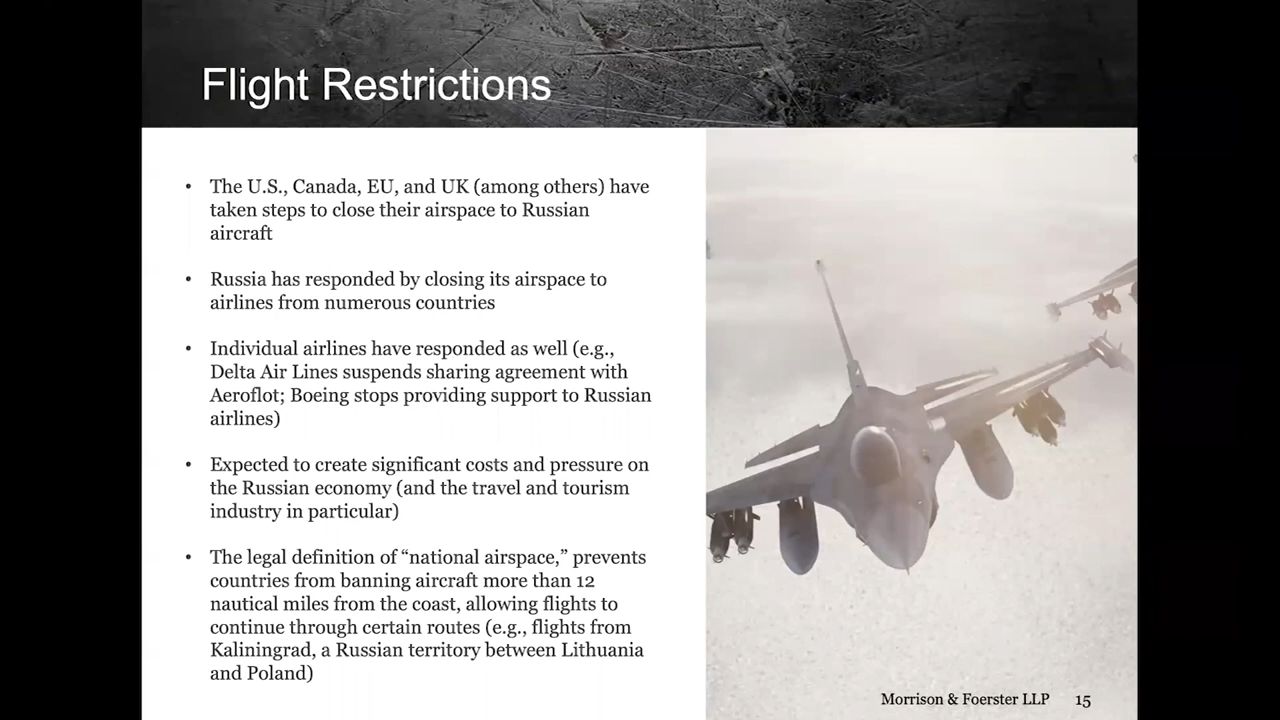 Flight Restrictions
• The U.S., Canada, EU, and UK (among others) have
taken steps to close their airspace to Russian
aircraft
• Russia has responded by closing its airspace to
airlines from numerous countries
• Individual airlines have responded as well (e.g.,
Delta Air Lines suspends sharing agreement with
Aeroflot; Boeing stops providing support to Russian
airlines)
• Expected to create significant costs and pressure on
the Russian economy (and the travel and tourism
industry in particular)
• The legal definition of “national airspace,” prevents
countries from banning aircraft more than 12
nautical miles from the coast, allowing flights to
continue through certain routes (e.g., flights from
Kaliningrad, a Russian territory between Lithuania
and Poland)
Morrison & Foerster LLP 15